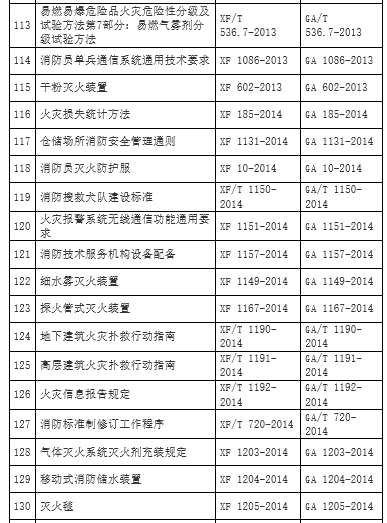 113 易燃易爆危险品火灾危险性分级及 XF/T GA/T
试验方法第7部分：易燃气雾剂分 536.7-2013 536.7-2013
级试验方法
114 消防员单兵通信系统通用技术要求 XF 1086-2013 GA 1086-2013
115 干粉灭火装置 XF 602-2013 GA 602-2013
116 火灾损失统计方法 XF 185-2014 GA 185-2014
117 仓储场所消防安全管理通则 XF 1131-2014 GA 1131-2014
118 消防员灭火防护服 XF 10-2014 GA 10-2014
119 消防搜救犬队建设标准 XF/T 1150- GA/T 1150-
2014 2014
120 火灾报警系统无线通信功能通用要 XF 1151-2014 GA 1151-2014
求
121 消防技术服务机构设备配备 XF 1157-2014 GA 1157-2014
122 细水雾灭火装置 XF 1149-2014 GA 1149-2014
123 探火管式灭火装置 XF 1167-2014 GA 1167-2014
124 地下建筑火灾扑救行动指南 XF/T 1190- GA/T 1190-
2014 2014
125 高层建筑火灾扑救行动指南 XF/T 1191- GA/T 1191-
2014 2014
126 火灾信息报告规定 XF/T 1192- GA/T 1192-
2014 2014
127 消防标准制修订工作程序 XF/T 720-2014 GA/T 720-
2014
128 气体灭火系统灭火剂充装规定 XF 1203-2014 GA 1203-2014
129 移动式消防储水装置 XF 1204-2014 GA 1204-2014
130 灭火毯 XF 1205-2014 GA 1205-2014